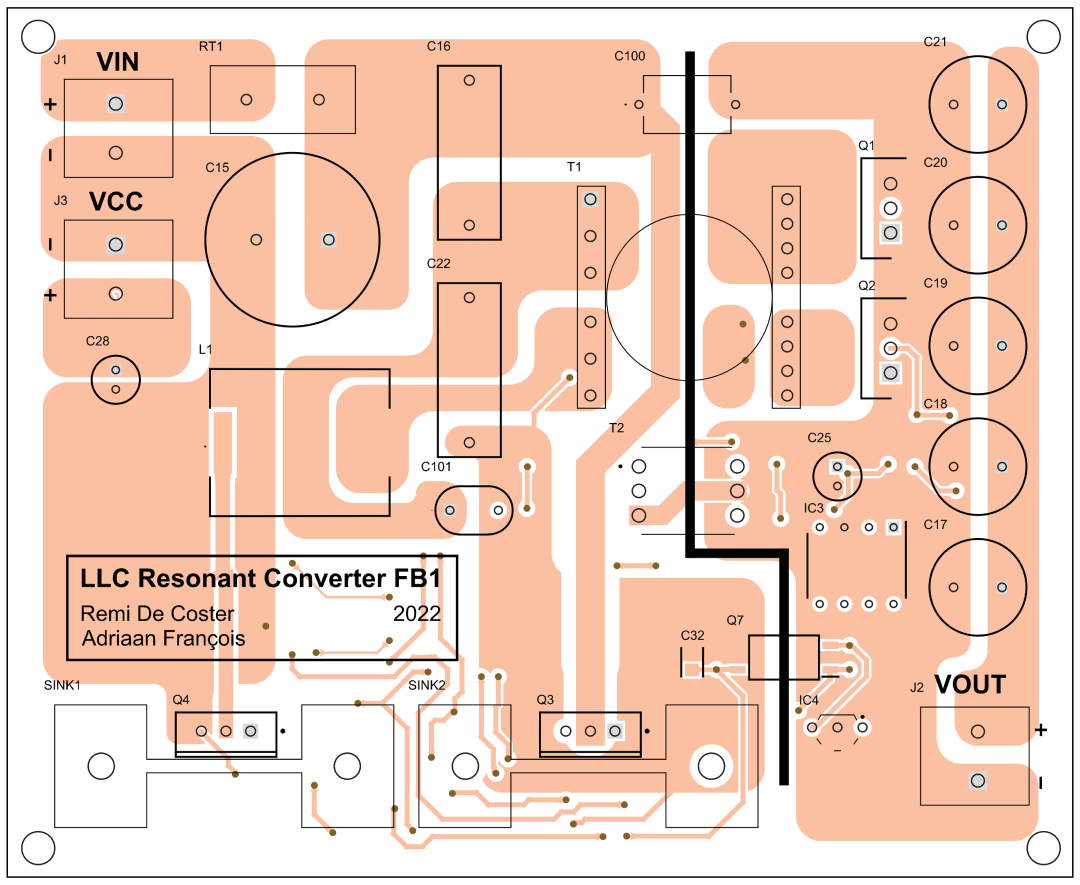 C21
RT1
C16
J1
VIN
C100
+
–
Q1
C15
T1
C20
J3
VCC
–
C22
Q2
C19
+
C28
L1
C18
T2
C25
C101
IC3
C17
LLC Resonant Converter FB1
Remi De Coster 2022
Adriaan François
C32
Q7
SINK1
SINK2
J2
VOUT
Q4
Q3
IC4
+
–
–